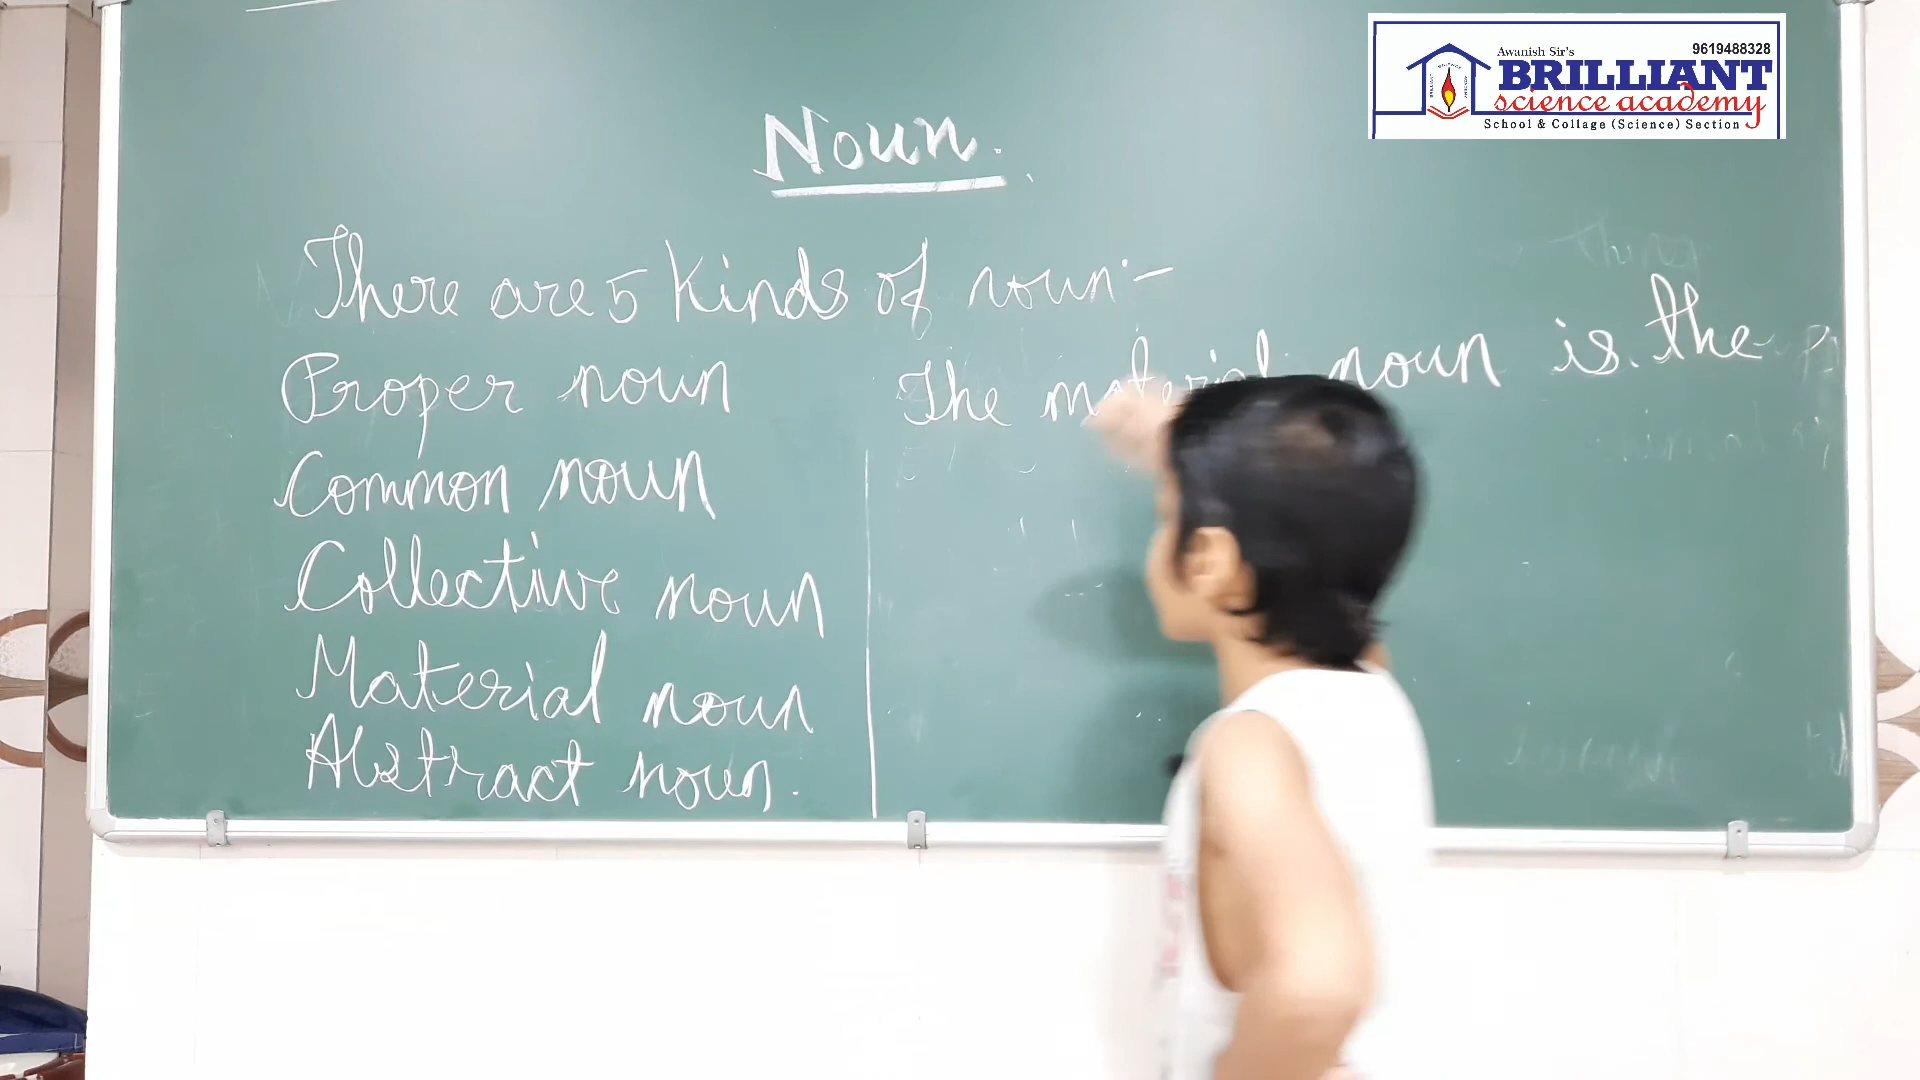 Awanish Sir's
9619488328
BRILLIANT
science academy
School & Collage (Science) Section
Noun.
There are 5 kinds of noun:-
Proper noun
Common noun
Collective noun
Material noun
Abstract noun.
The material noun is the
thing